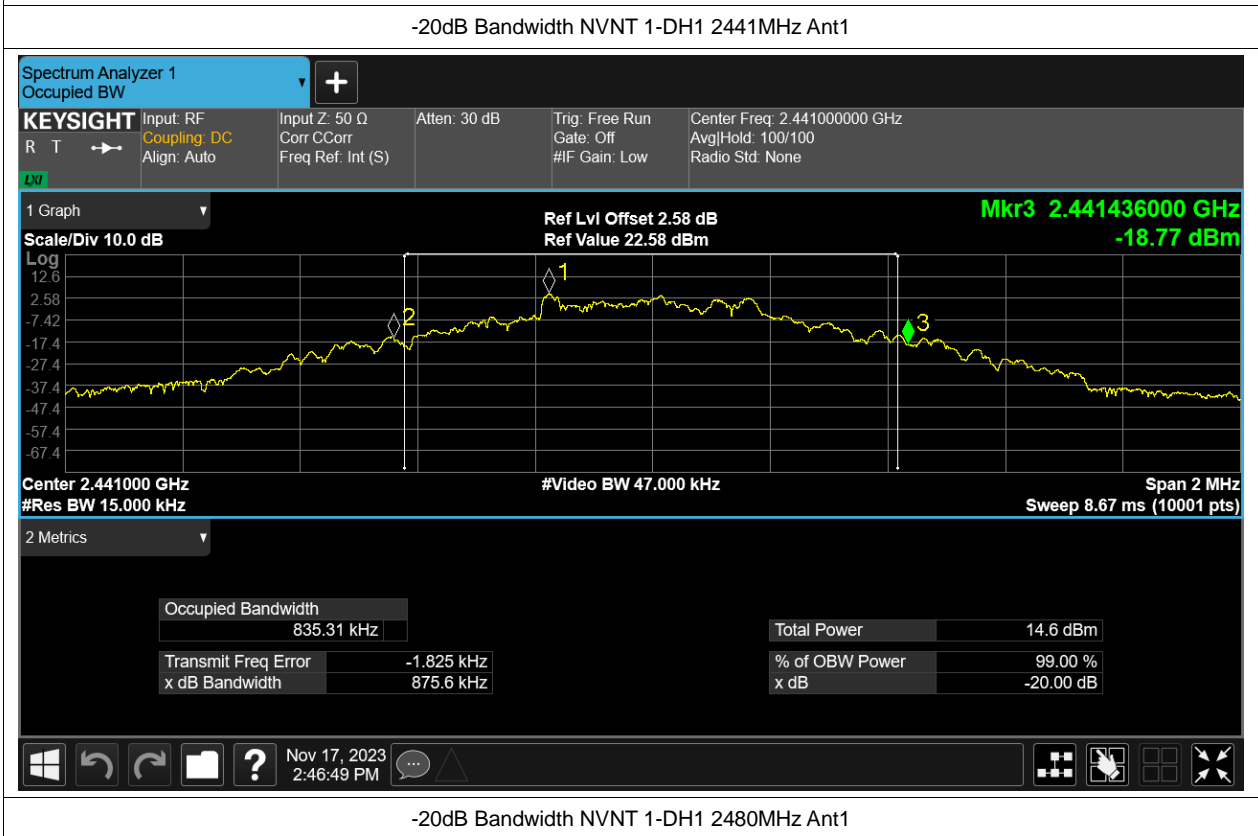 -20dB Bandwidth NVNT 1-DH1 2441MHz Ant1
Spectrum Analyzer 1
Occupied BW
+
KEYSIGHT
R T
LXI
Input: RF
Coupling: DC
Align: Auto
Input Z: 50 Ω
Corr CCorr
Freq Ref: Int (S)
Atten: 30 dB
Trig: Free Run
Gate: Off
#IF Gain: Low
Center Freq: 2.441000000 GHz
Avg|Hold: 100/100
Radio Std: None
1 Graph
Scale/Div 10.0 dB
Ref Lvl Offset 2.58 dB
Ref Value 22.58 dBm
Mkr3 2.441436000 GHz
-18.77 dBm
Log
12.6
2.58
-7.42
-17.4
-27.4
-37.4
-47.4
-57.4
-67.4
1
2
3
Center 2.441000 GHz
#Res BW 15.000 kHz
#Video BW 47.000 kHz
Span 2 MHz
Sweep 8.67 ms (10001 pts)
2 Metrics
Occupied Bandwidth
835.31 kHz
Transmit Freq Error -1.825 kHz
x dB Bandwidth 875.6 kHz
Total Power 14.6 dBm
% of OBW Power 99.00 %
x dB -20.00 dB
?
Nov 17, 2023
2:46:49 PM
-20dB Bandwidth NVNT 1-DH1 2480MHz Ant1